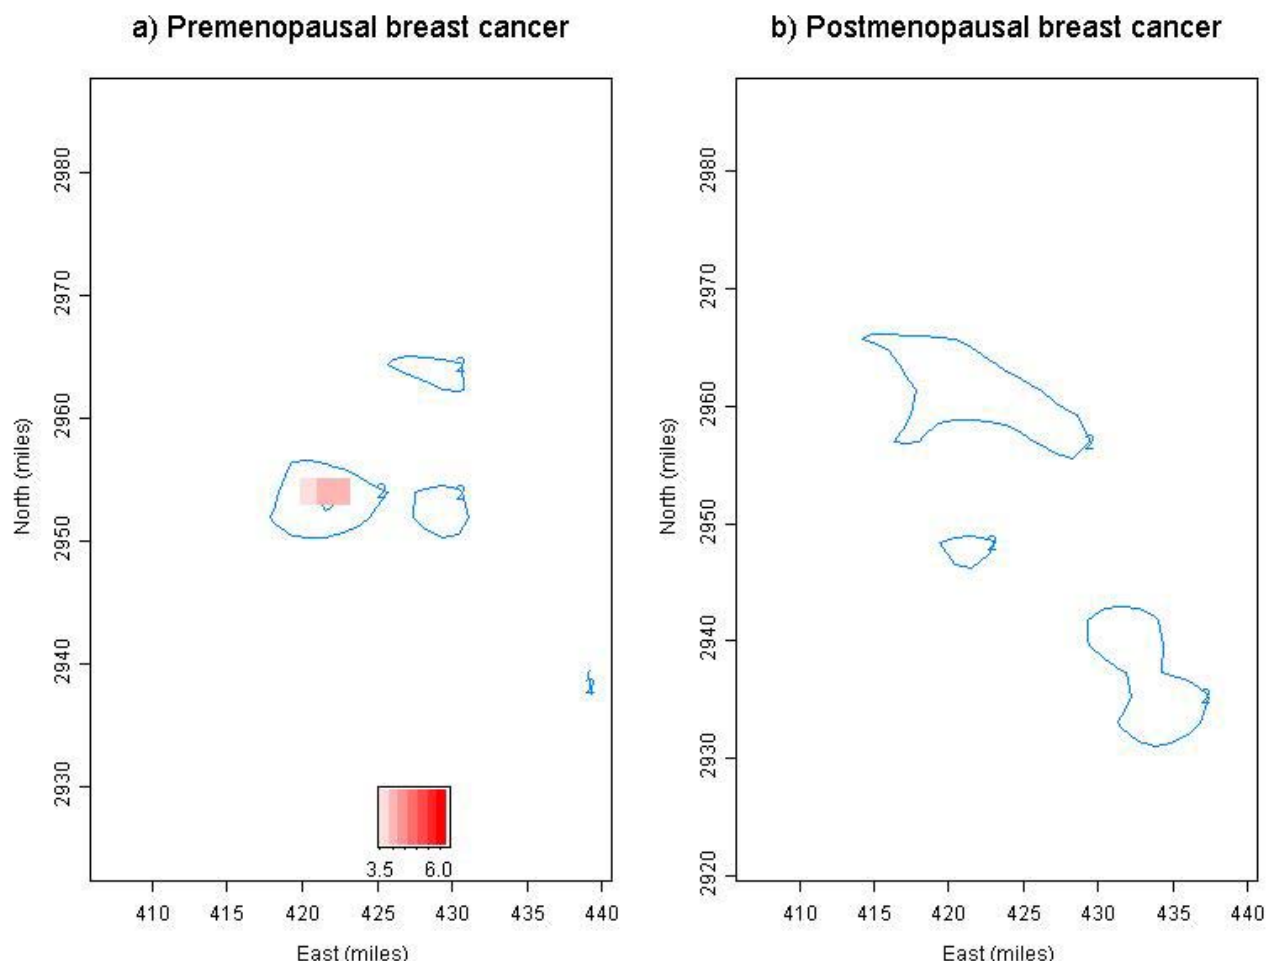 a) Premenopausal breast cancer
North (miles)
2980
2970
2960
2950
2940
2930
2
2
2
2
3.5 6.0
410 415 420 425 430 435 440
East (miles)
b) Postmenopausal breast cancer
North (miles)
2980
2970
2960
2950
2940
2930
2920
2
2
2
410 415 420 425 430 435 440
East (miles)